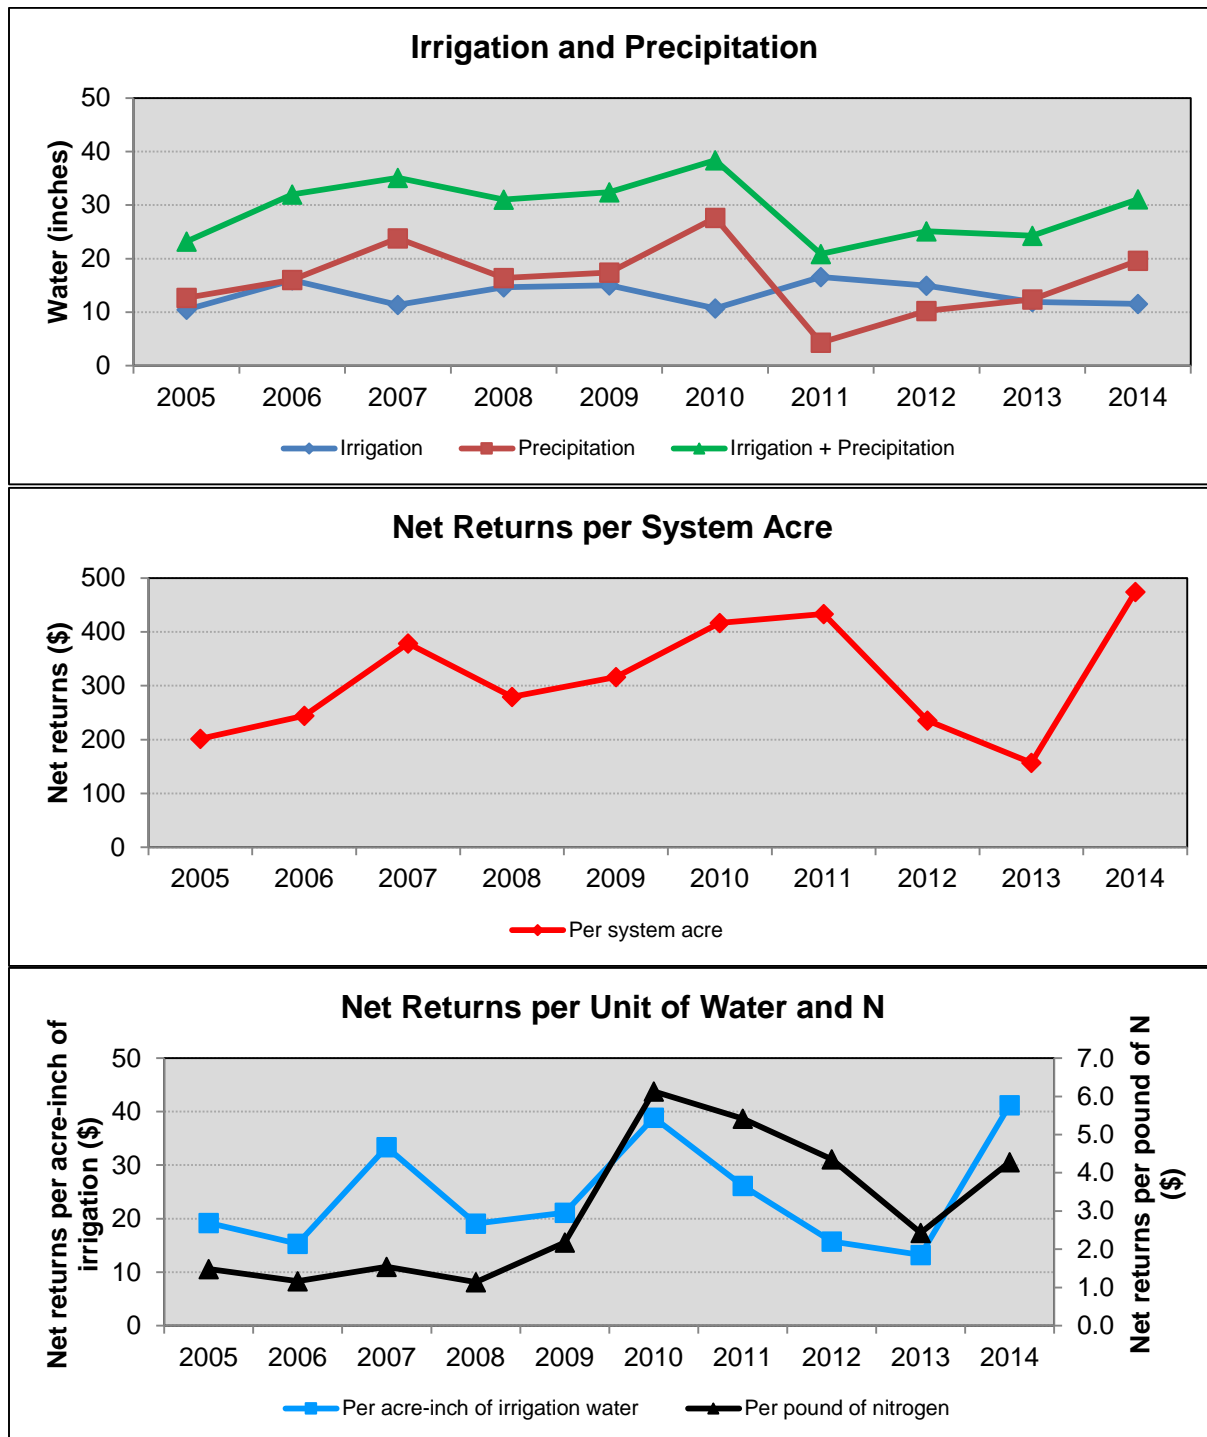 Irrigation and Precipitation
Water (inches)
50
40
30
20
10
0
2005 2006 2007 2008 2009 2010 2011 2012 2013 2014
Irrigation Precipitation Irrigation + Precipitation
Net Returns per System Acre
Net returns ($)
500
400
300
200
100
0
2005 2006 2007 2008 2009 2010 2011 2012 2013 2014
Per system acre
Net Returns per Unit of Water and N
Net returns per acre-inch of
irrigation ($)
50
40
30
20
10
0
7.0
6.0
5.0
4.0
3.0
2.0
1.0
0.0
Net returns per pound of N
($)
2005 2006 2007 2008 2009 2010 2011 2012 2013 2014
Per acre-inch of irrigation water Per pound of nitrogen